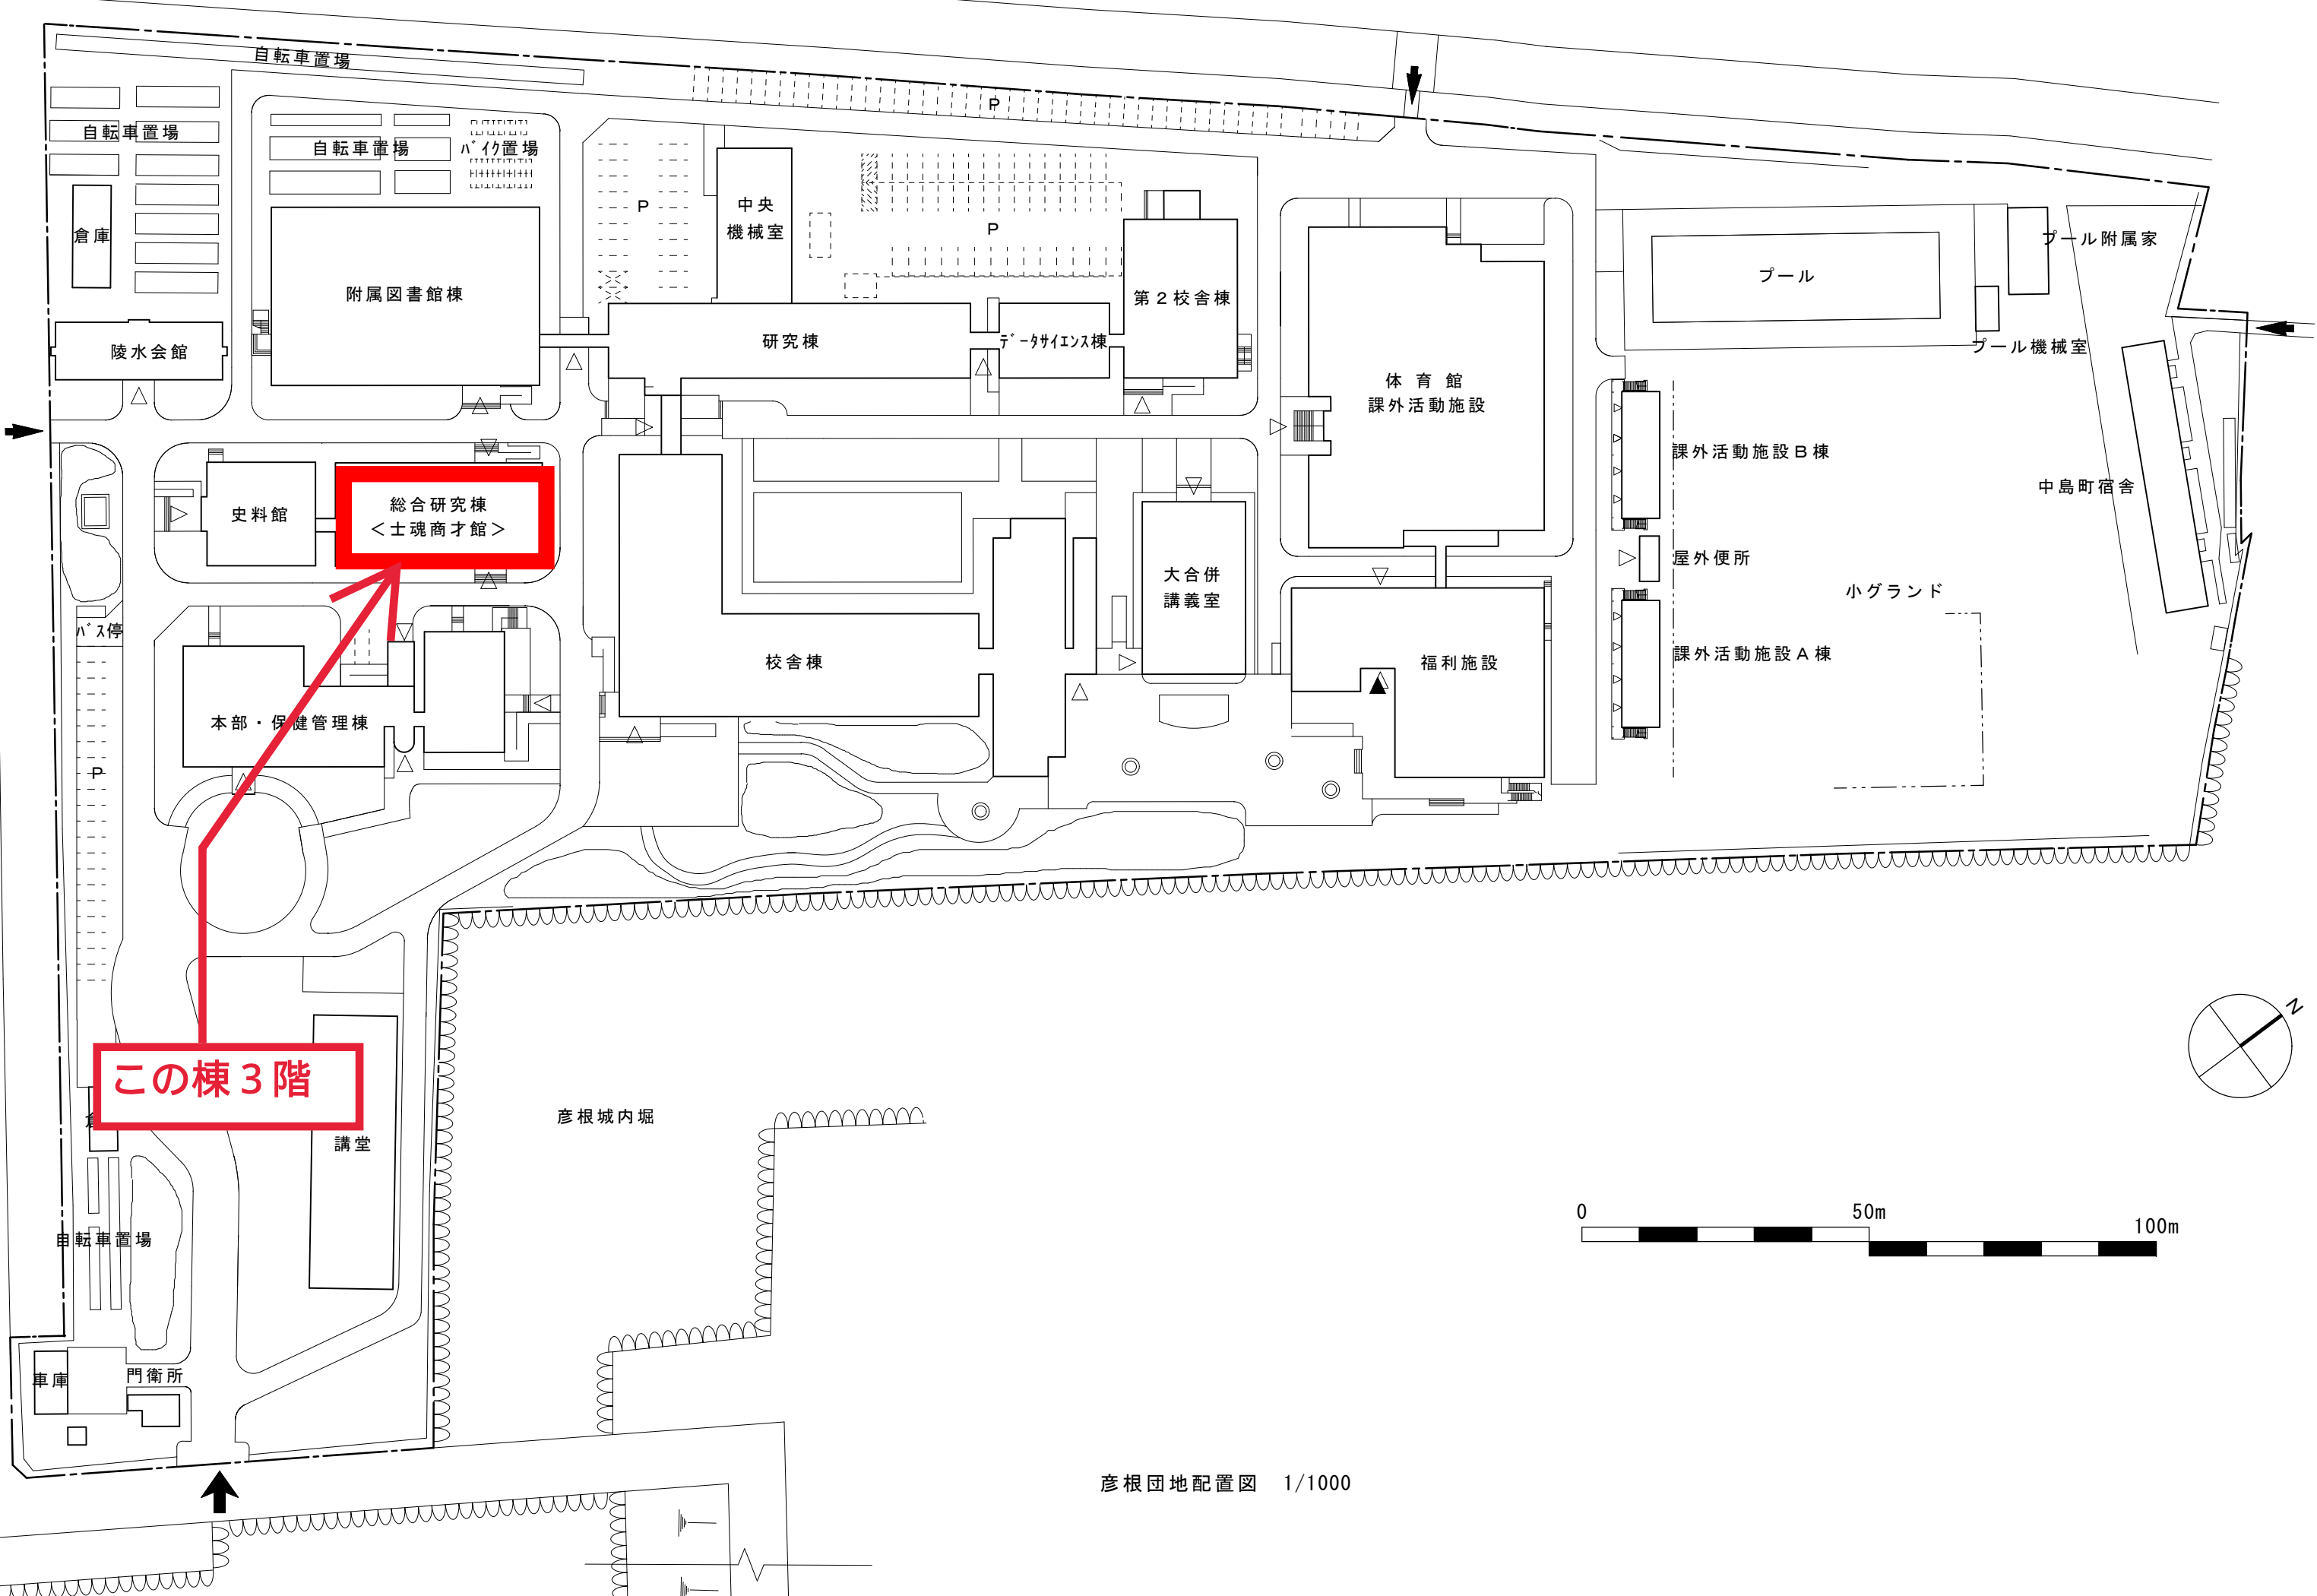 自転車置場
P
自転車置場
自転車置場
ﾊﾞｲｸ置場
中央
機械室
P
P
倉庫
プール附属家
プール
附属図書館棟
第２校舎棟
研究棟
ﾃﾞｰﾀｻｲｴﾝｽ棟
陵水会館
プール機械室
体育館
課外活動施設
課外活動施設Ｂ棟
中島町宿舎
史料館
総合研究棟
＜士魂商才館＞
屋外便所
大合併
講義室
小グランド
ﾊﾞｽ停
校舎棟
福利施設
課外活動施設Ａ棟
本部・保健管理棟
P
N
この棟３階
倉
彦根城内堀
講堂
0
50m
100m
自転車置場
車庫
門衛所
彦根団地配置図　1/1000